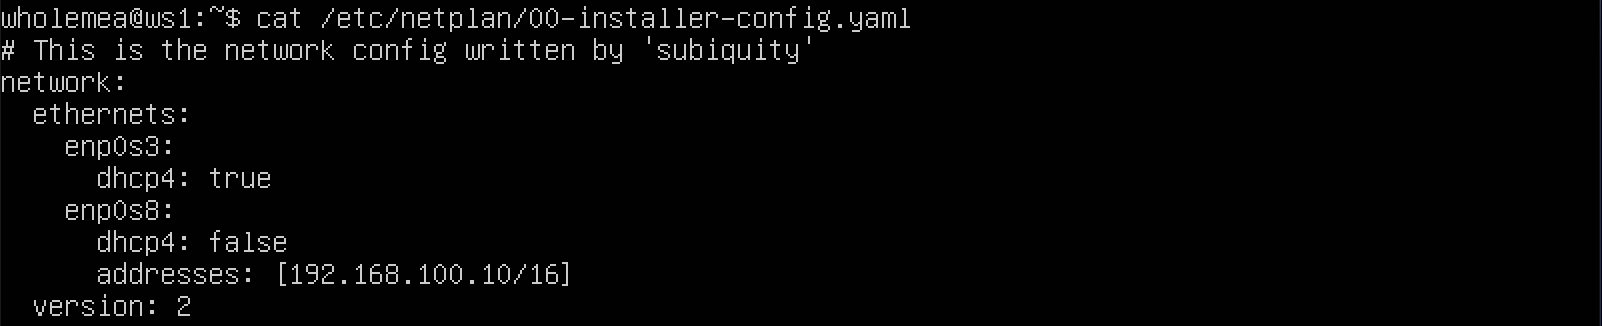 wholemea@ws1:~$ cat /etc/netplan/00-installer-config.yaml
# This is the network config written by 'subiquity'
network:
  ethernets:
    enp0s3:
      dhcp4: true
    enp0s8:
      dhcp4: false
      addresses: [192.168.100.10/16]
  version: 2